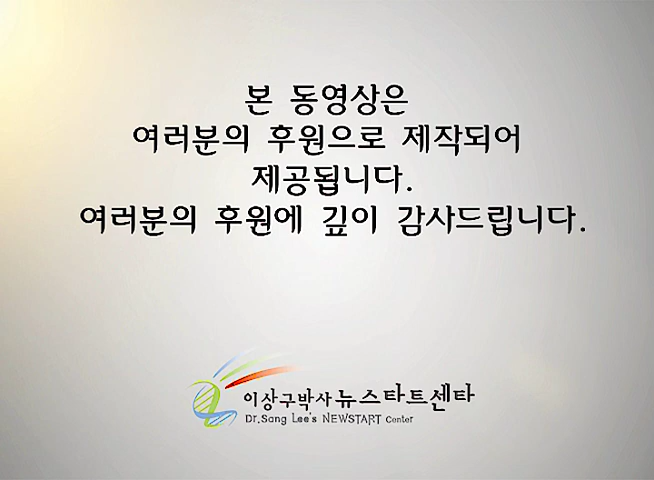 본 동영상은
여러분의 후원으로 제작되어
제공됩니다.
여러분의 후원에 깊이 감사드립니다.
이상구박사뉴스타트센타
Dr.Sang Lee's NEWSTART Center